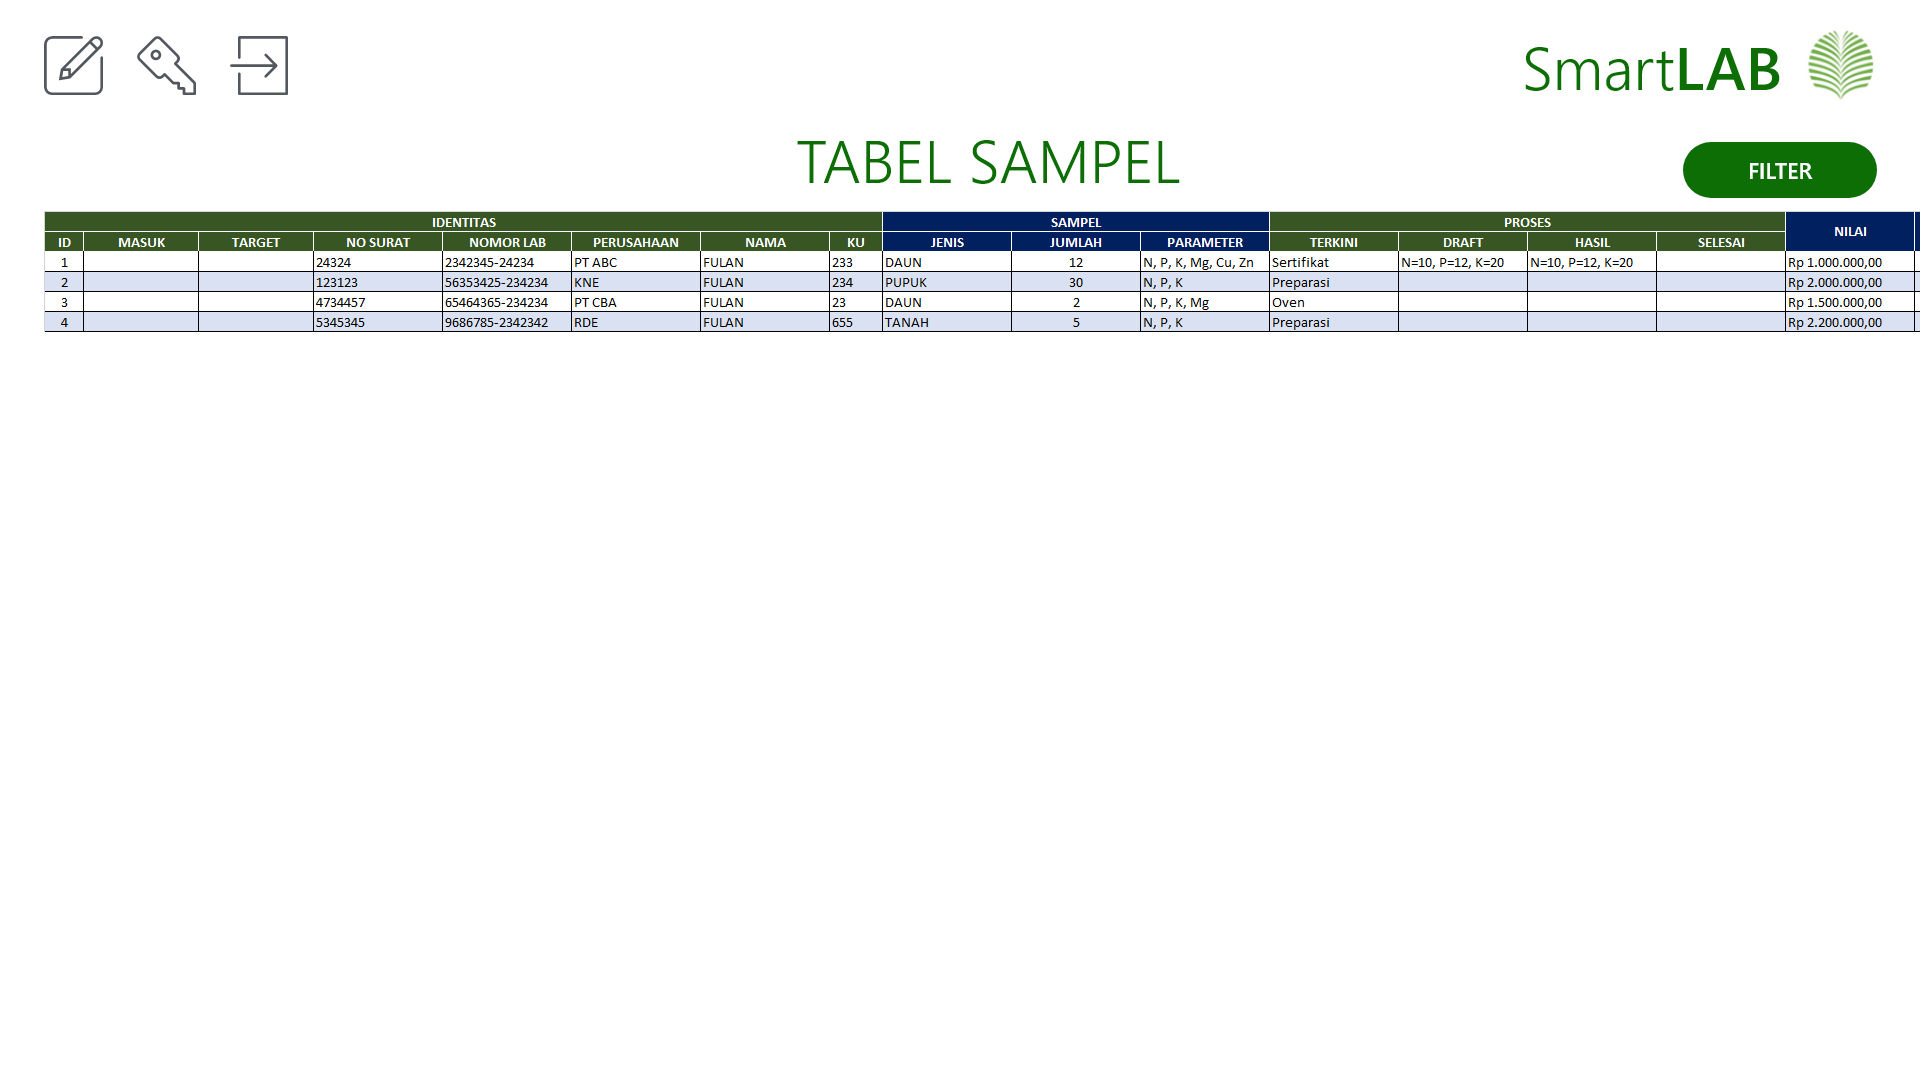 SmartLAB
TABEL SAMPEL
FILTER
IDENTITAS SAMPEL PROSES NILAI
ID MASUK TARGET NO SURAT NOMOR LAB PERUSAHAAN NAMA KU JENIS JUMLAH PARAMETER TERKINI DRAFT HASIL SELESAI
1 24324 2342345-24234 PT ABC FULAN 233 DAUN 12 N, P, K, Mg, Cu, Zn Sertifikat N=10, P=12, K=20 N=10, P=12, K=20 Rp 1.000.000,00
2 123123 56353425-234234 KNE FULAN 234 PUPUK 30 N, P, K Preparasi Rp 2.000.000,00
3 4734457 65464365-234234 PT CBA FULAN 23 DAUN 2 N, P, K, Mg Oven Rp 1.500.000,00
4 5345345 9686785-2342342 RDE FULAN 655 TANAH 5 N, P, K Preparasi Rp 2.200.000,00